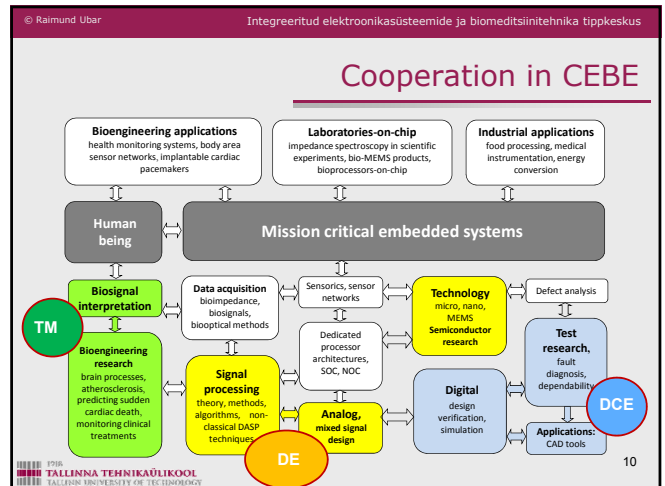 © Raimund Ubar
Integreeritud elektroonikasüsteemide ja biomeditsiinitehnika tippkeskus
Cooperation in CEBE
Bioengineering applications
health monitoring systems, body area
sensor networks, implantable cardiac
pacemakers
Laboratories-on-chip
impedance spectroscopy in scientific
experiments, bio-MEMS products,
bioprocessors-on-chip
Industrial applications
food processing, medical
instrumentation, energy
conversion
Human
being
Mission critical embedded systems
Biosignal
interpretation
TM
Data acquisition
bioimpedance,
biosignals,
biooptical methods
Sensorics, sensor
networks
Technology
micro, nano,
MEMS
Semiconductor
research
Defect analysis
Bioengineering
research
brain processes,
atherosclerosis,
predicting sudden
cardiac death,
monitoring clinical
treatments
Signal
processing
theory, methods,
algorithms, non-
classical DASP
techniques
Dedicated
processor
architectures,
SOC, NOC
Analog,
mixed signal
design
DE
Digital
design
verification,
simulation
Test
research,
fault
diagnosis,
dependability
DCE
Applications:
CAD tools
1918
TALLINNA TEHNIKAÜLIKOOL
TALLINN UNIVERSITY OF TECHNOLOGY
10